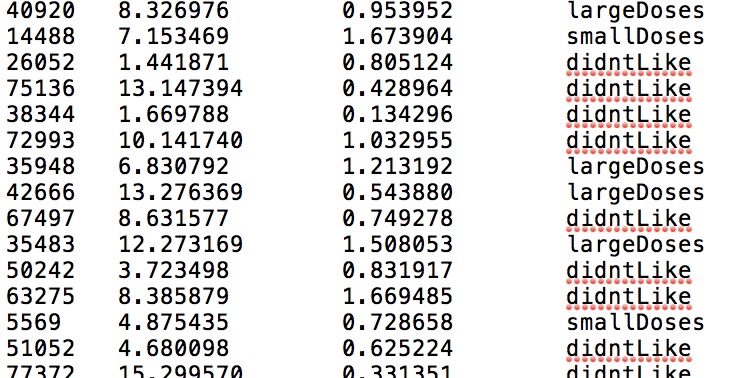 40920 8.326976 0.953952 largeDoses
14488 7.153469 1.673904 smallDoses
26052 1.441871 0.805124 didntLike
75136 13.147394 0.428964 didntLike
38344 1.669788 0.134296 didntLike
72993 10.141740 1.032955 didntLike
35948 6.830792 1.213192 largeDoses
42666 13.276369 0.543880 largeDoses
67497 8.631577 0.749278 didntLike
35483 12.273169 1.508053 largeDoses
50242 3.723498 0.831917 didntLike
63275 8.385879 1.669485 didntLike
5569 4.875435 0.728658 smallDoses
51052 4.680098 0.625224 didntLike
77372 15.299570 0.331351 didntLike